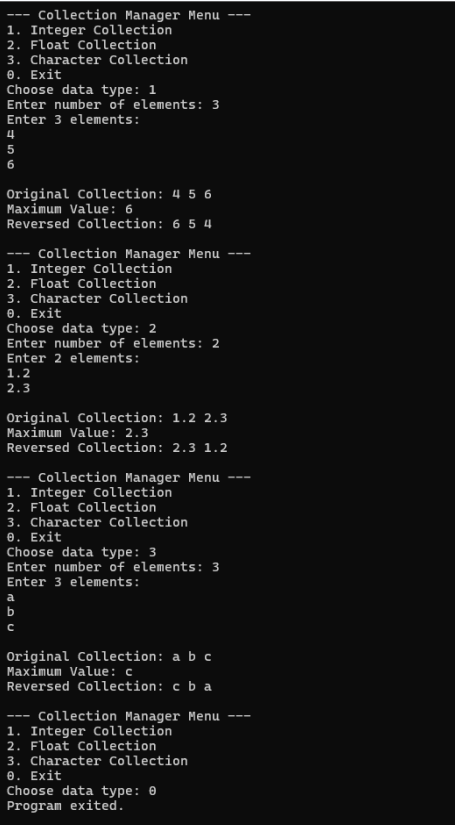 --- Collection Manager Menu ---
1. Integer Collection
2. Float Collection
3. Character Collection
0. Exit
Choose data type: 1
Enter number of elements: 3
Enter 3 elements:
4
5
6

Original Collection: 4 5 6
Maximum Value: 6
Reversed Collection: 6 5 4

--- Collection Manager Menu ---
1. Integer Collection
2. Float Collection
3. Character Collection
0. Exit
Choose data type: 2
Enter number of elements: 2
Enter 2 elements:
1.2
2.3

Original Collection: 1.2 2.3
Maximum Value: 2.3
Reversed Collection: 2.3 1.2

--- Collection Manager Menu ---
1. Integer Collection
2. Float Collection
3. Character Collection
0. Exit
Choose data type: 3
Enter number of elements: 3
Enter 3 elements:
a
b
c

Original Collection: a b c
Maximum Value: c
Reversed Collection: c b a

--- Collection Manager Menu ---
1. Integer Collection
2. Float Collection
3. Character Collection
0. Exit
Choose data type: 0
Program exited.